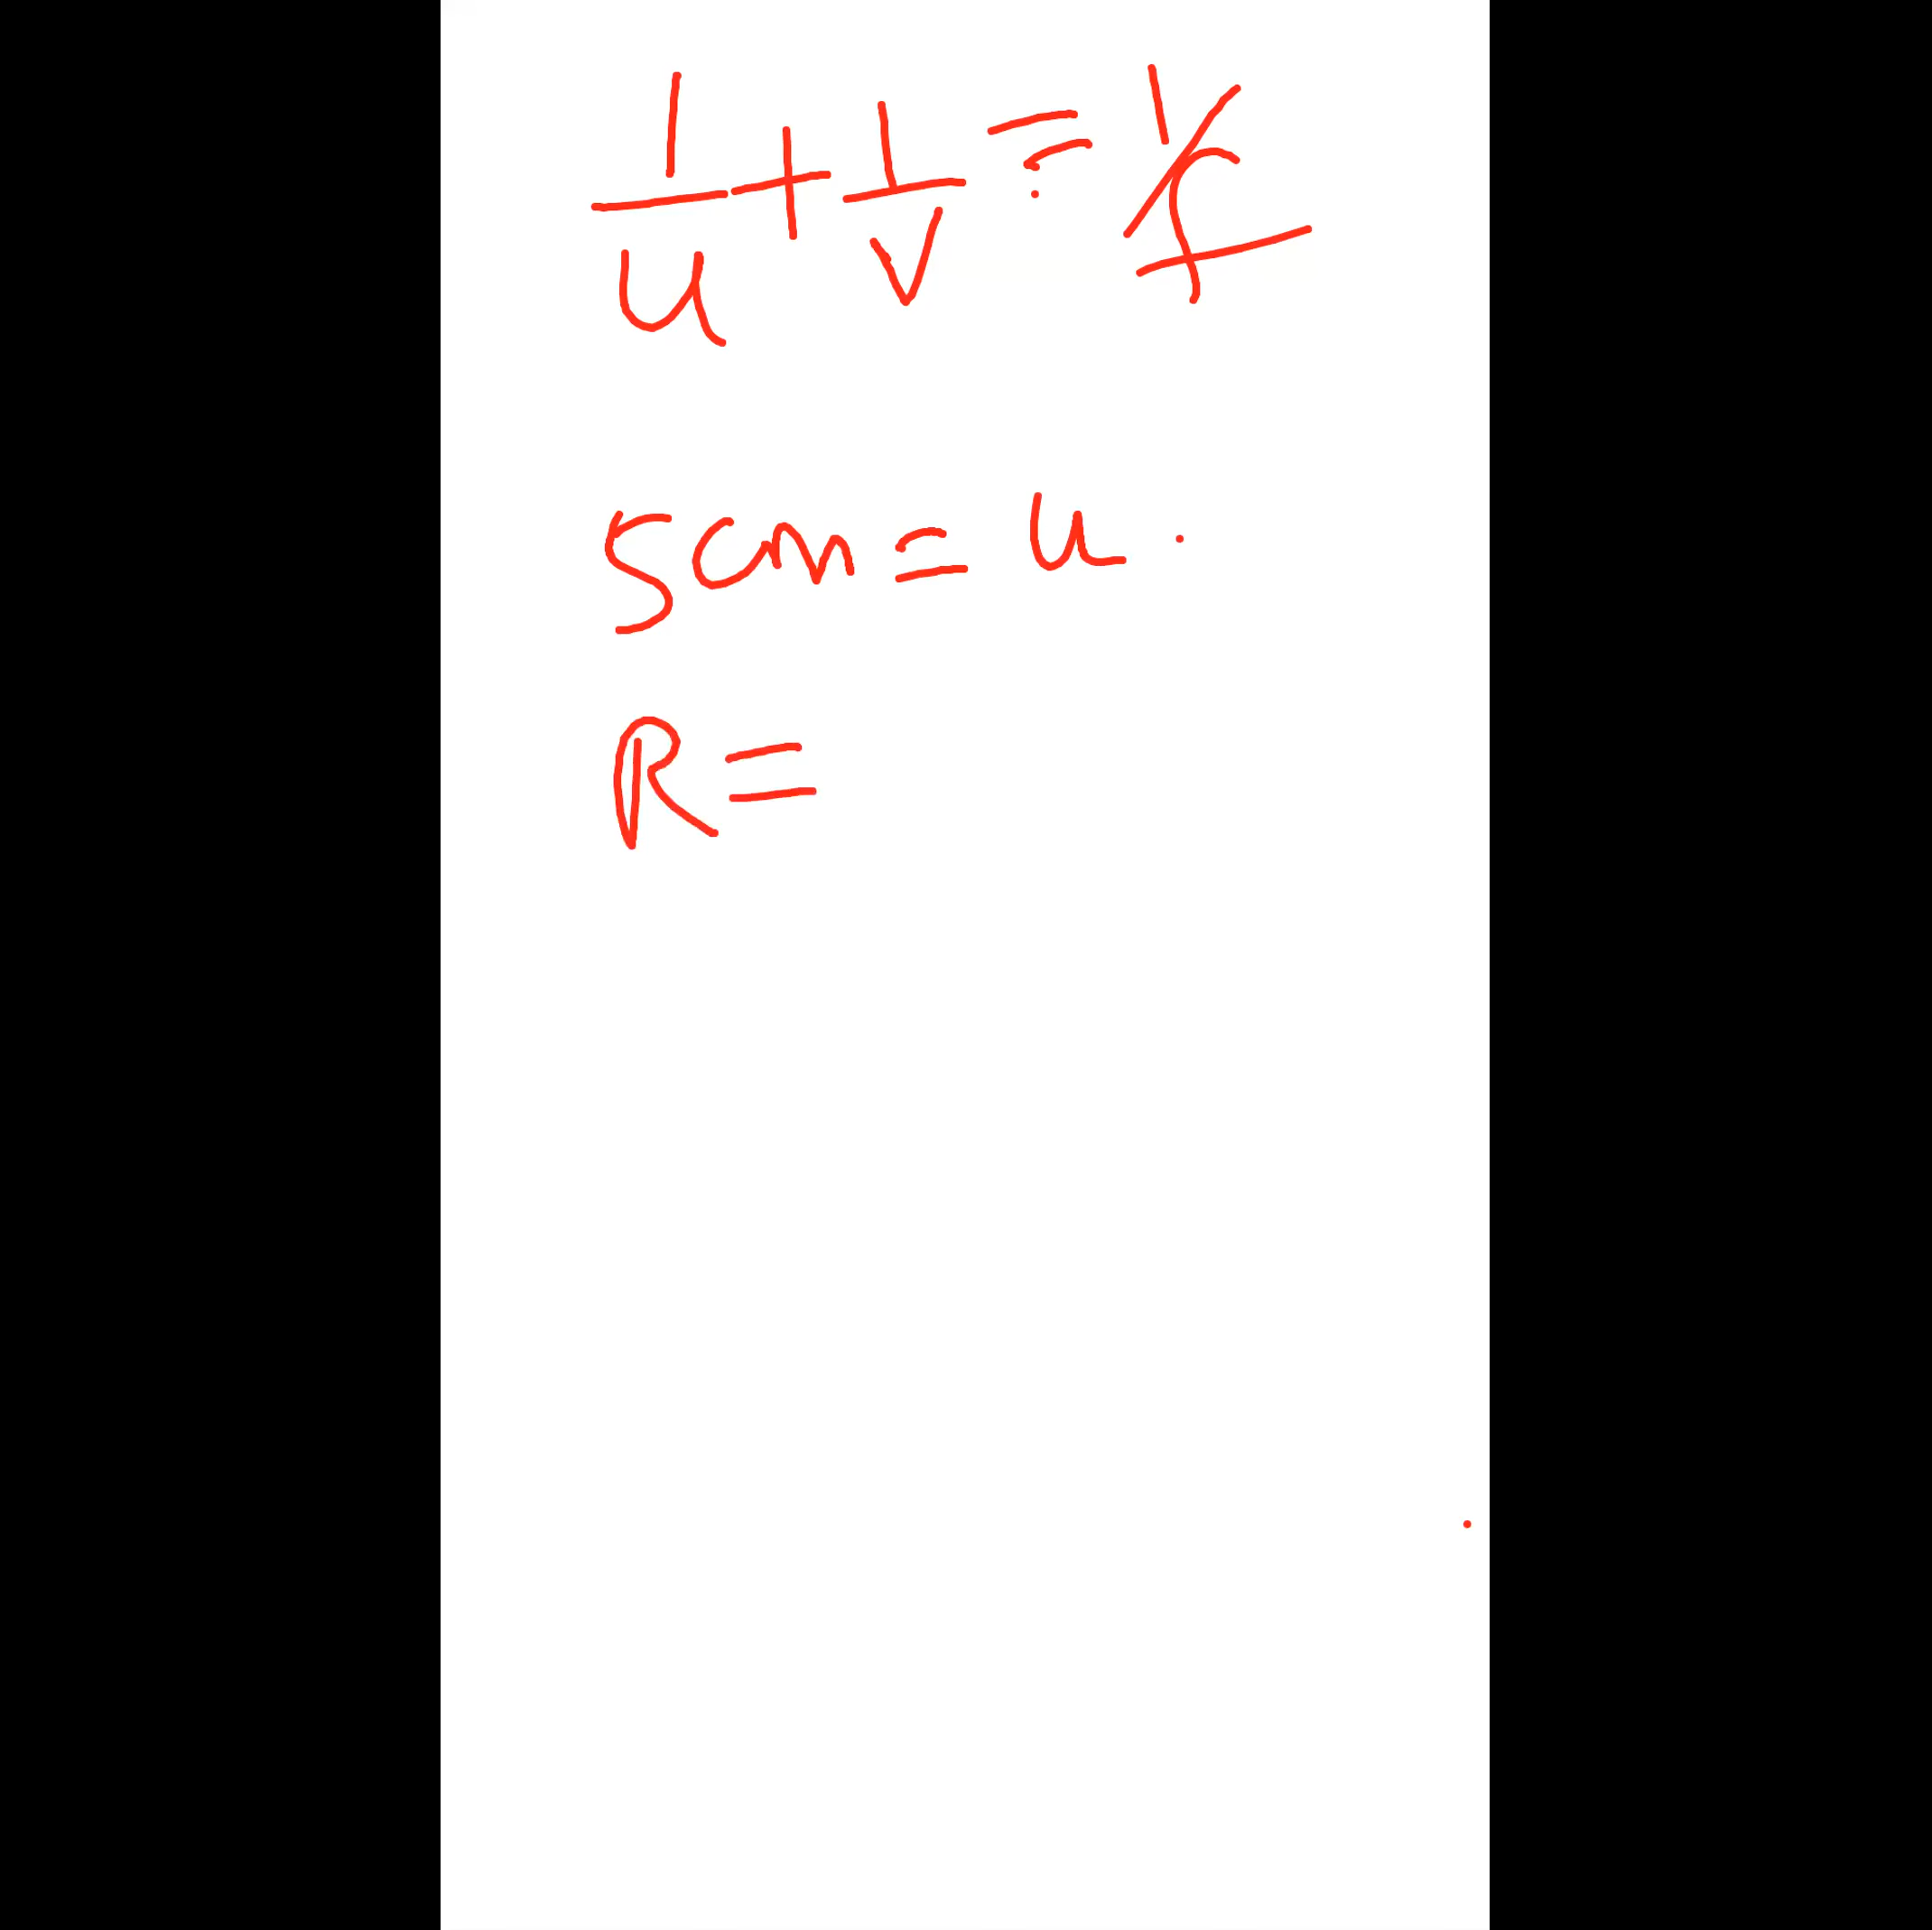 1/u + 1/v = 1/f
5cm = u
R =